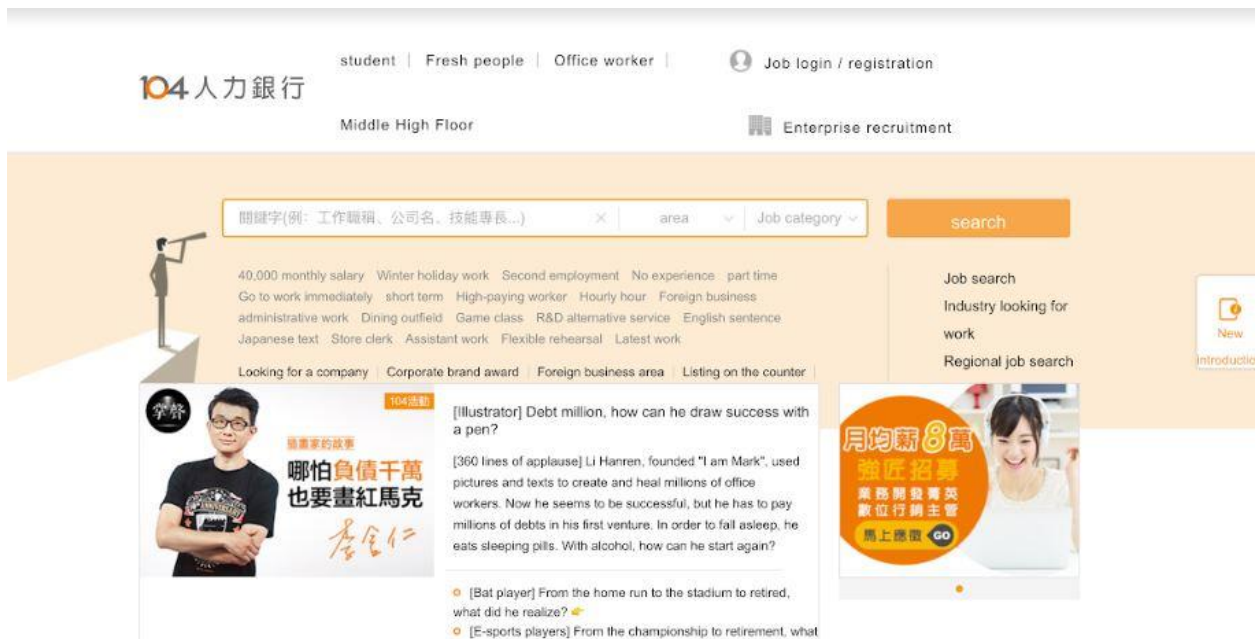 student | Fresh people | Office worker |
Job login / registration
104人力銀行
Middle High Floor
Enterprise recruitment
關鍵字(例: 工作職稱、公司名、技能專長...)
area
Job category
search
40,000 monthly salary Winter holiday work Second employment No experience part time
Go to work immediately short term High-paying worker Hourly hour Foreign business
administrative work Dining outfield Game class R&D alternative service English sentence
Japanese text Store clerk Assistant work Flexible rehearsal Latest work
Looking for a company | Corporate brand award | Foreign business area | Listing on the counter |
Job search
Industry looking for
work
Regional job search
New
introductio
掌聲
104活動
插畫家的故事
哪怕負債千萬
也要畫紅馬克
李含仁
[Illustrator] Debt million, how can he draw success with
a pen?
[360 lines of applause] Li Hanren, founded "I am Mark", used
pictures and texts to create and heal millions of office
workers. Now he seems to be successful, but he has to pay
millions of debts in his first venture. In order to fall asleep, he
eats sleeping pills. With alcohol, how can he start again?
[Bat player] From the home run to the stadium to retired,
what did he realize? 👉
[E-sports players] From the championship to retirement, what
月均薪8萬
強匠招募
業務開發菁英
數位行銷主管
馬上應徵 GO